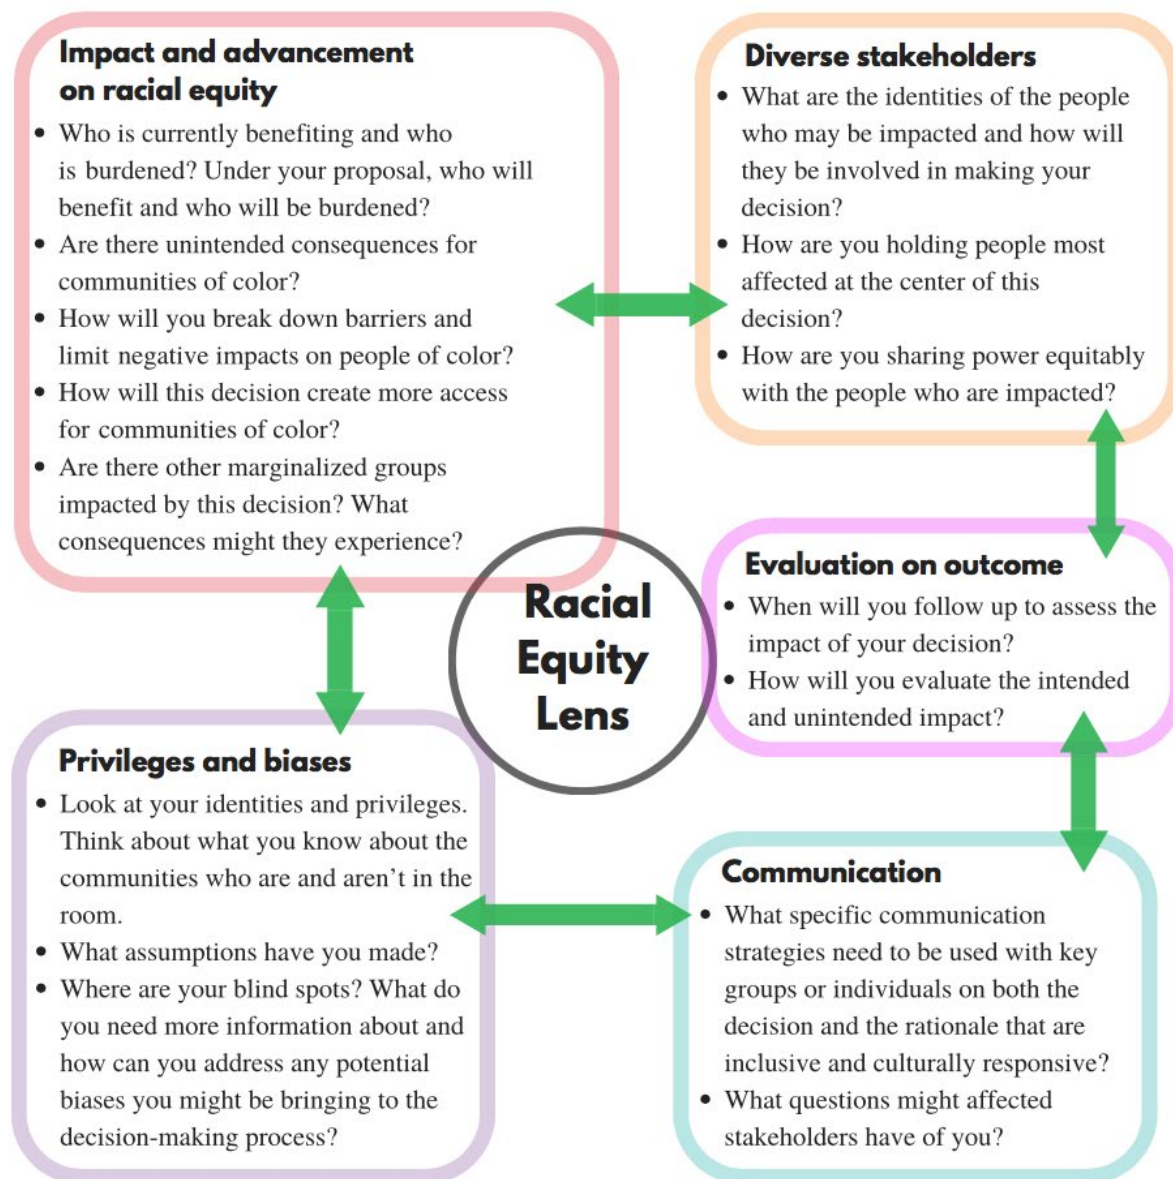 Impact and advancement
on racial equity
• Who is currently benefiting and who
is burdened? Under your proposal, who will
benefit and who will be burdened?
• Are there unintended consequences for
communities of color?
• How will you break down barriers and
limit negative impacts on people of color?
• How will this decision create more access
for communities of color?
• Are there other marginalized groups
impacted by this decision? What
consequences might they experience?
Diverse stakeholders
• What are the identities of the people
who may be impacted and how will
they be involved in making your
decision?
• How are you holding people most
affected at the center of this
decision?
• How are you sharing power equitably
with the people who are impacted?
Racial
Equity
Lens
Evaluation on outcome
• When will you follow up to assess the
impact of your decision?
• How will you evaluate the intended
and unintended impact?
Privileges and biases
• Look at your identities and privileges.
Think about what you know about the
communities who are and aren't in the
room.
• What assumptions have you made?
• Where are your blind spots? What do
you need more information about and
how can you address any potential
biases you might be bringing to the
decision-making process?
Communication
• What specific communication
strategies need to be used with key
groups or individuals on both the
decision and the rationale that are
inclusive and culturally responsive?
• What questions might affected
stakeholders have of you?